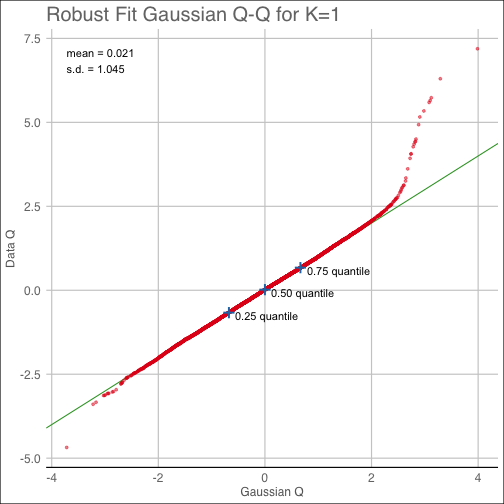 Robust Fit Gaussian Q-Q for K=1
mean = 0.021
s.d. = 1.045
7.5
5.0
2.5
0.0
-2.5
-5.0
Data Q
0.75 quantile
0.50 quantile
0.25 quantile
-4
-2
0
2
4
Gaussian Q